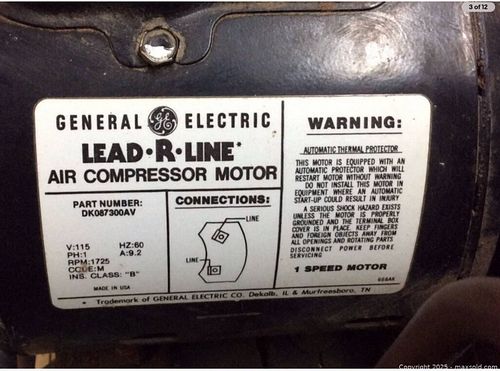 3 of 12
GENERAL GE ELECTRIC
LEAD•R•LINE*
AIR COMPRESSOR MOTOR
PART NUMBER:
DK087300AV
V:115 HZ:60
PH:1 A:9.2
RPM:1725
CODE:M
INS. CLASS: "B"
MADE IN USA
CONNECTIONS:
LINE
LINE
WARNING:
AUTOMATIC THERMAL PROTECTOR
THIS MOTOR IS EQUIPPED WITH AN
AUTOMATIC PROTECTOR WHICH WILL
RESTART MOTOR WITHOUT WARNING
DO NOT INSTALL THIS MOTOR IN
EQUIPMENT WHERE AN AUTOMATIC
START-UP COULD RESULT IN INJURY
A SERIOUS SHOCK HAZARD EXISTS
UNLESS THE MOTOR IS PROPERLY
GROUNDED AND THE TERMINAL BOX
COVER IS IN PLACE. KEEP FINGERS
AND FOREIGN OBJECTS AWAY FROM
ALL OPENINGS AND ROTATING PARTS
DISCONNECT POWER BEFORE
SERVICING
1 SPEED MOTOR
* Trademark of GENERAL ELECTRIC CO. Dekalb, IL & Murfreesboro, TN
Copyright 2025 - maxsold.com